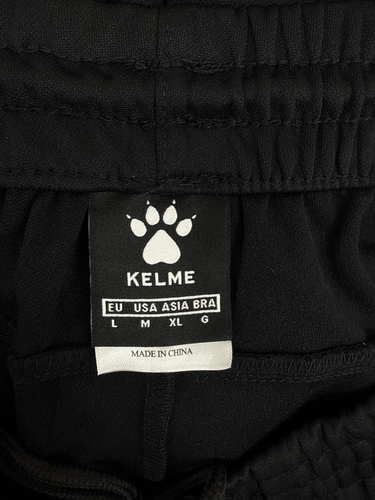 KELME
EU USA ASIA BRA
L M XL G
MADE IN CHINA